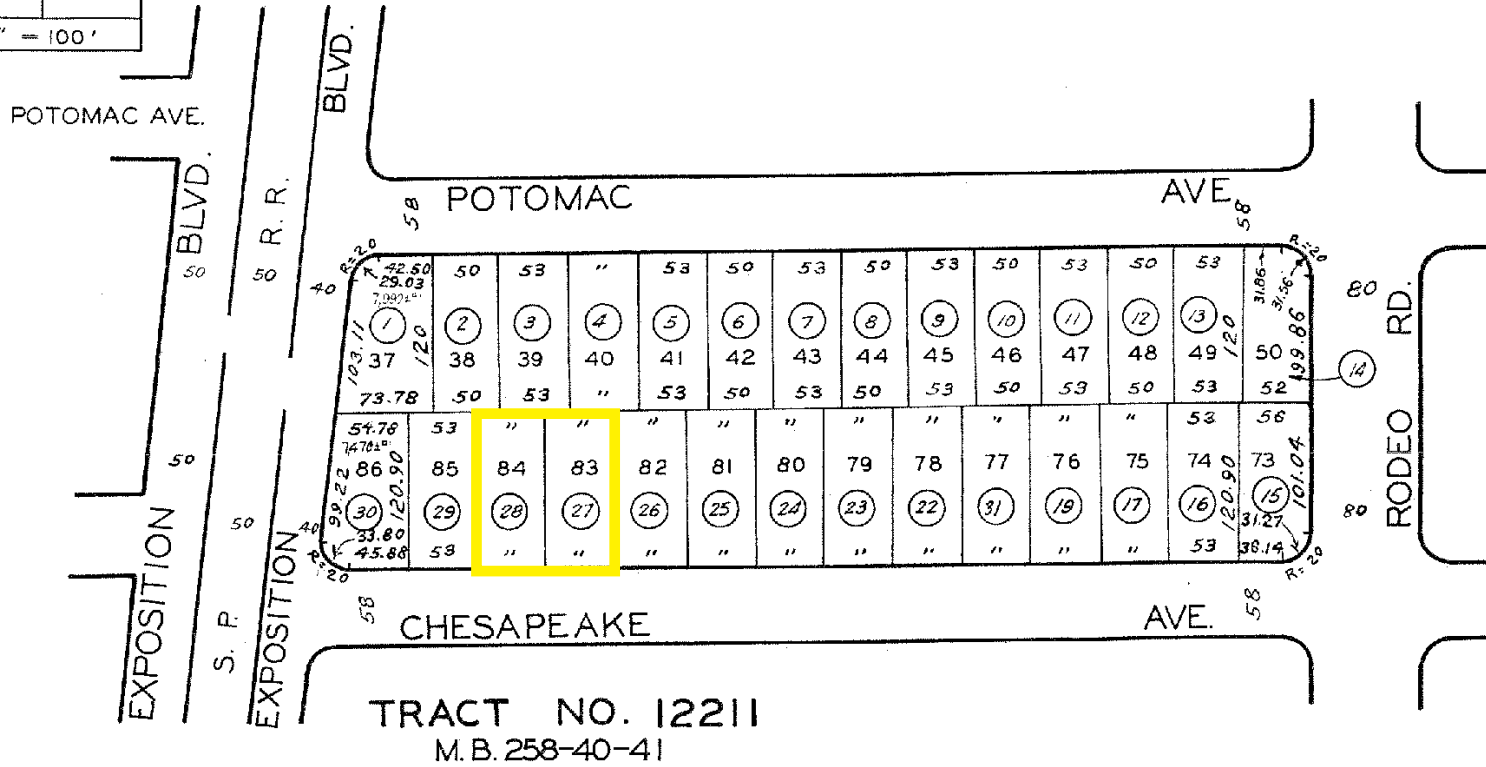 " = 100'
BLVD.
POTOMAC AVE.
BLVD.
R. R.
POTOMAC AVE.
58 58
50 50 40
R=20 42.50 50 53 " 53 50 53 50 53 50 53 50 53 31.86 31.56 R=20
29.03
7,992±
80
RD.
1 2 3 4 5 6 7 8 9 10 11 12 13
103.11 120 120 199.86
37 38 39 40 41 42 43 44 45 46 47 48 49 50 14
73.78 50 53 " 53 50 53 50 53 50 53 50 53 52
54.78 53 " " " " " " " " " " 53 56
7,470±
50
86 85 84 83 82 81 80 79 78 77 76 75 74 73
99.22 120.90 120.90 101.04
RODEO
30 29 28 27 26 25 24 23 22 31 19 17 16 15
50 40 80
33.80 31.27
45.88 53 " " " " " " " " " " 53 38.14
R=20 R=20
58 58
EXPOSITION
S. P.
EXPOSITION
CHESAPEAKE AVE.
TRACT NO. 12211
M.B. 258-40-41